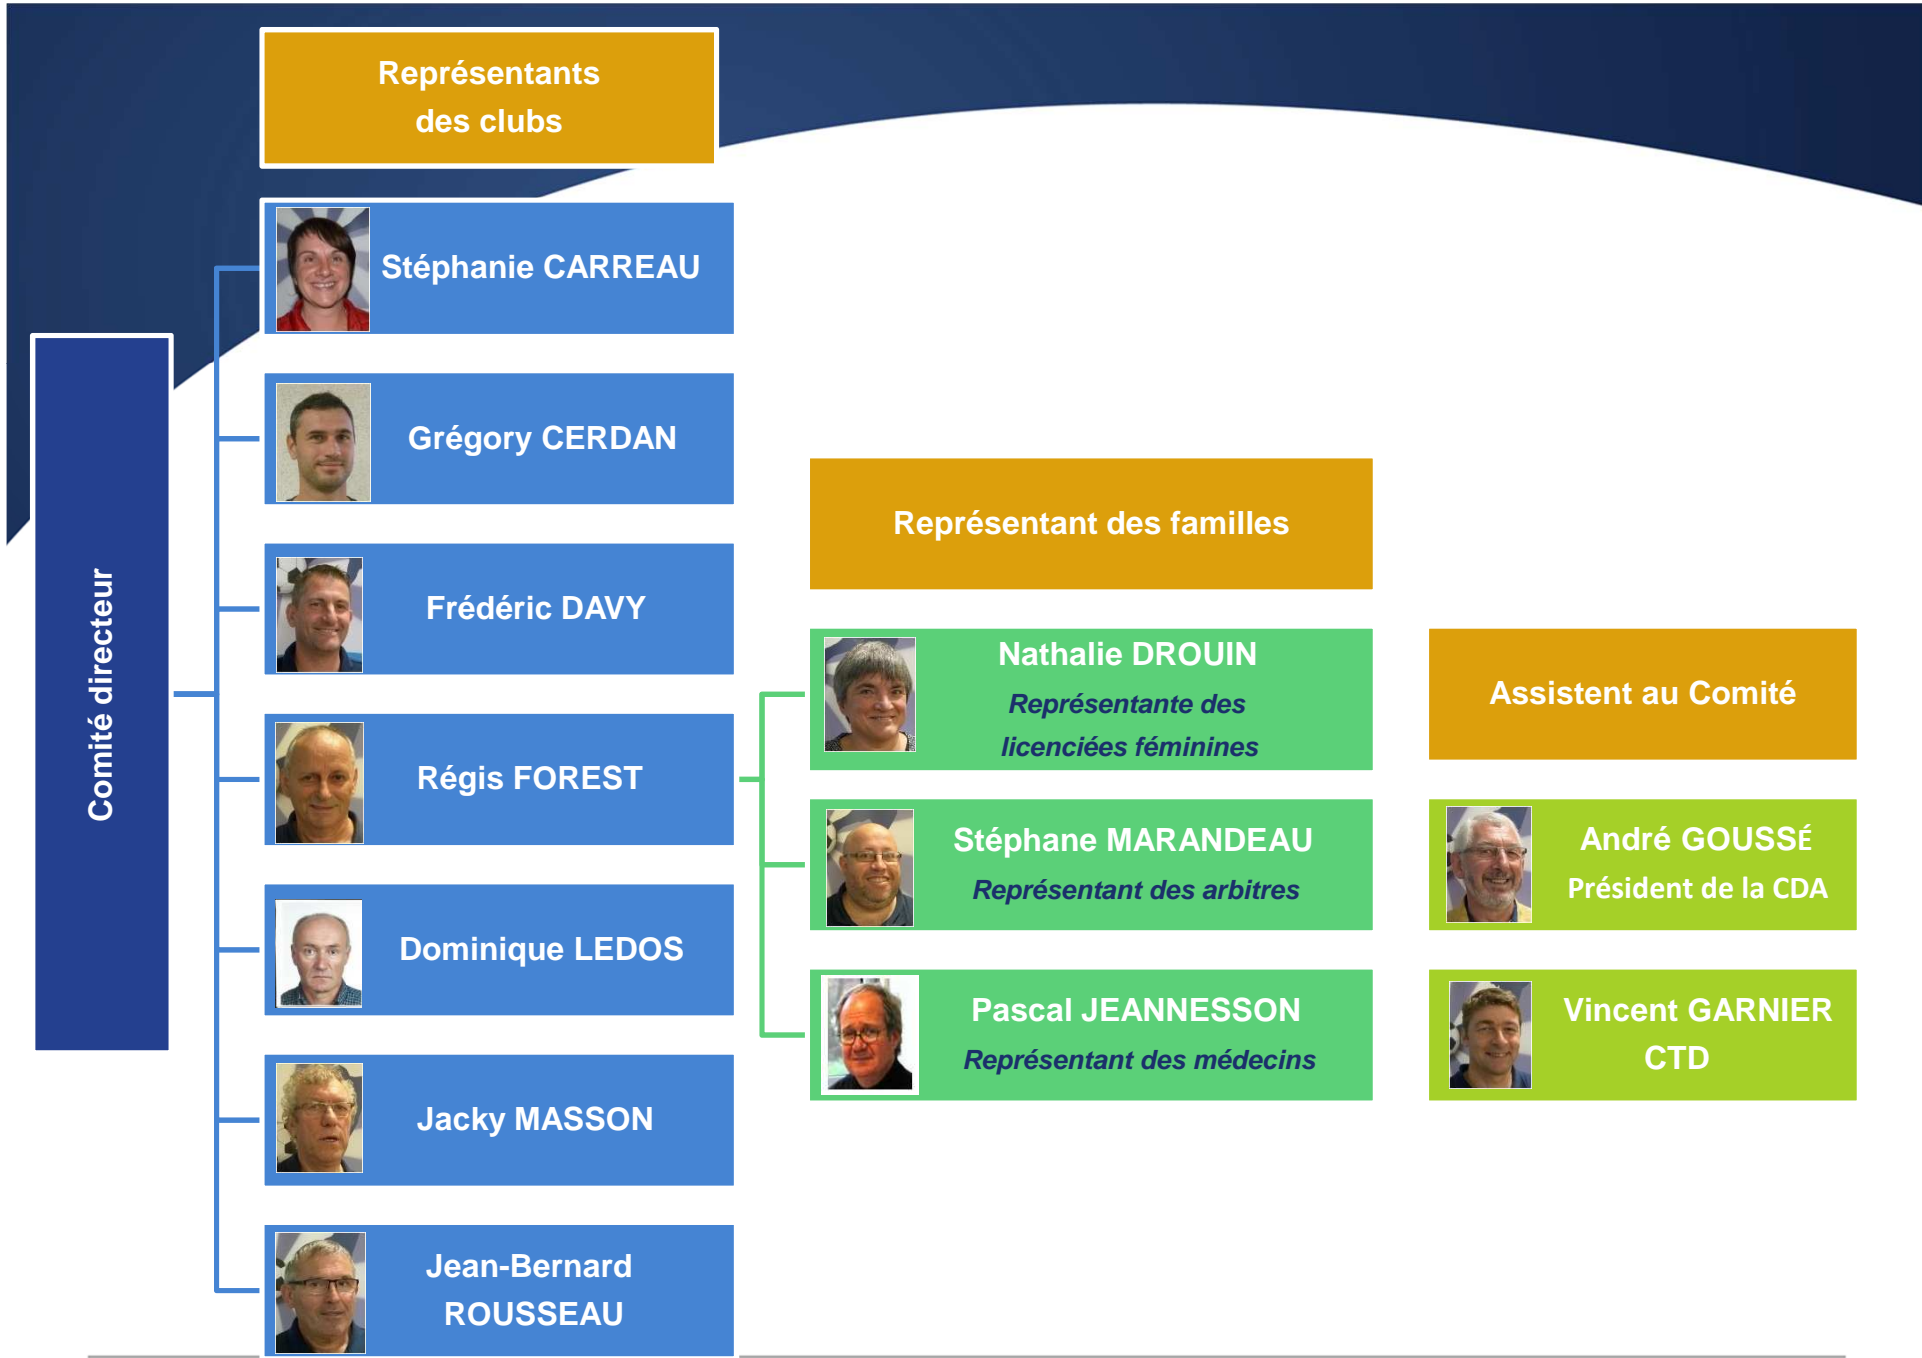 Représentants
des clubs
Comité directeur
Stéphanie CARREAU
Grégory CERDAN
Frédéric DAVY
Régis FOREST
Dominique LEDOS
Jacky MASSON
Jean-Bernard
ROUSSEAU
Représentant des familles
Nathalie DROUIN
Représentante des
licenciées féminines
Stéphane MARANDEAU
Représentant des arbitres
Pascal JEANNESSON
Représentant des médecins
Assistent au Comité
André GOUSSÉ
Président de la CDA
Vincent GARNIER
CTD